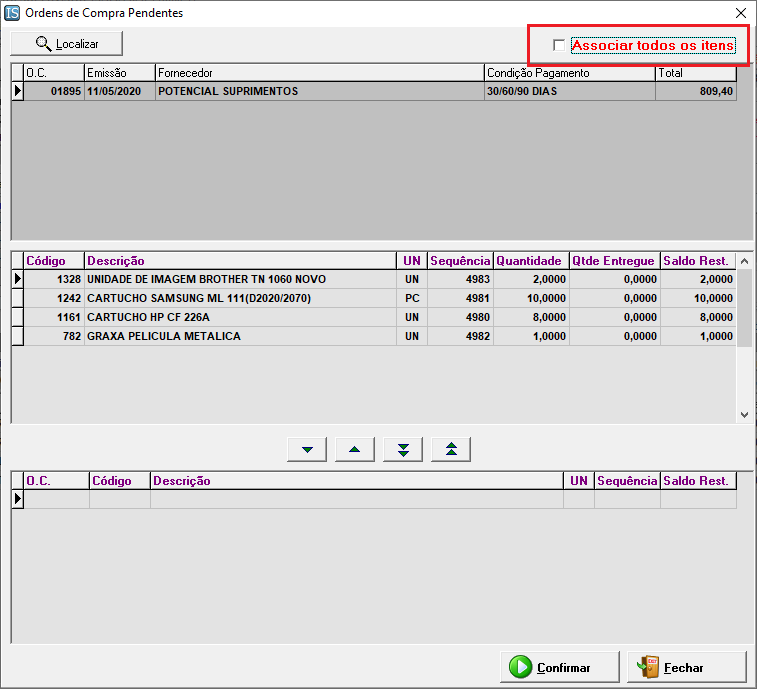 IS Ordens de Compra Pendentes
Localizar
Associar todos os itens
O.C. Emissão Fornecedor Condição Pagamento Total
01895 11/05/2020 POTENCIAL SUPRIMENTOS 30/60/90 DIAS 809,40
Código Descrição UN Sequência Quantidade Qtde Entregue Saldo Rest.
1328 UNIDADE DE IMAGEM BROTHER TN 1060 NOVO UN 4983 2,0000 0,0000 2,0000
1242 CARTUCHO SAMSUNG ML 111(D2020/2070) PC 4981 10,0000 0,0000 10,0000
1161 CARTUCHO HP CF 226A UN 4980 8,0000 0,0000 8,0000
782 GRAXA PELICULA METALICA UN 4982 1,0000 0,0000 1,0000
O.C. Código Descrição UN Sequência Saldo Rest.
Confirmar
EXIT Fechar